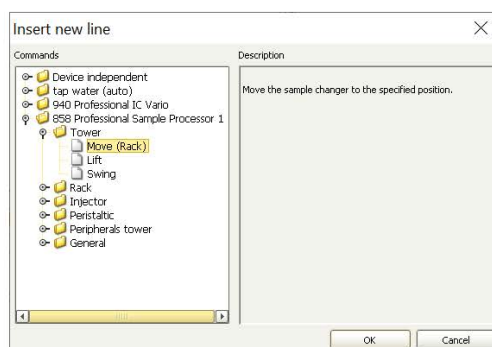 Insert new line
Commands
Description
Device independent
tap water (auto)
940 Professional IC Vario
858 Professional Sample Processor 1
Tower
Move (Rack)
Lift
Swing
Rack
Injector
Peristaltic
Peripherals tower
General
Move the sample changer to the specified position.
OK
Cancel